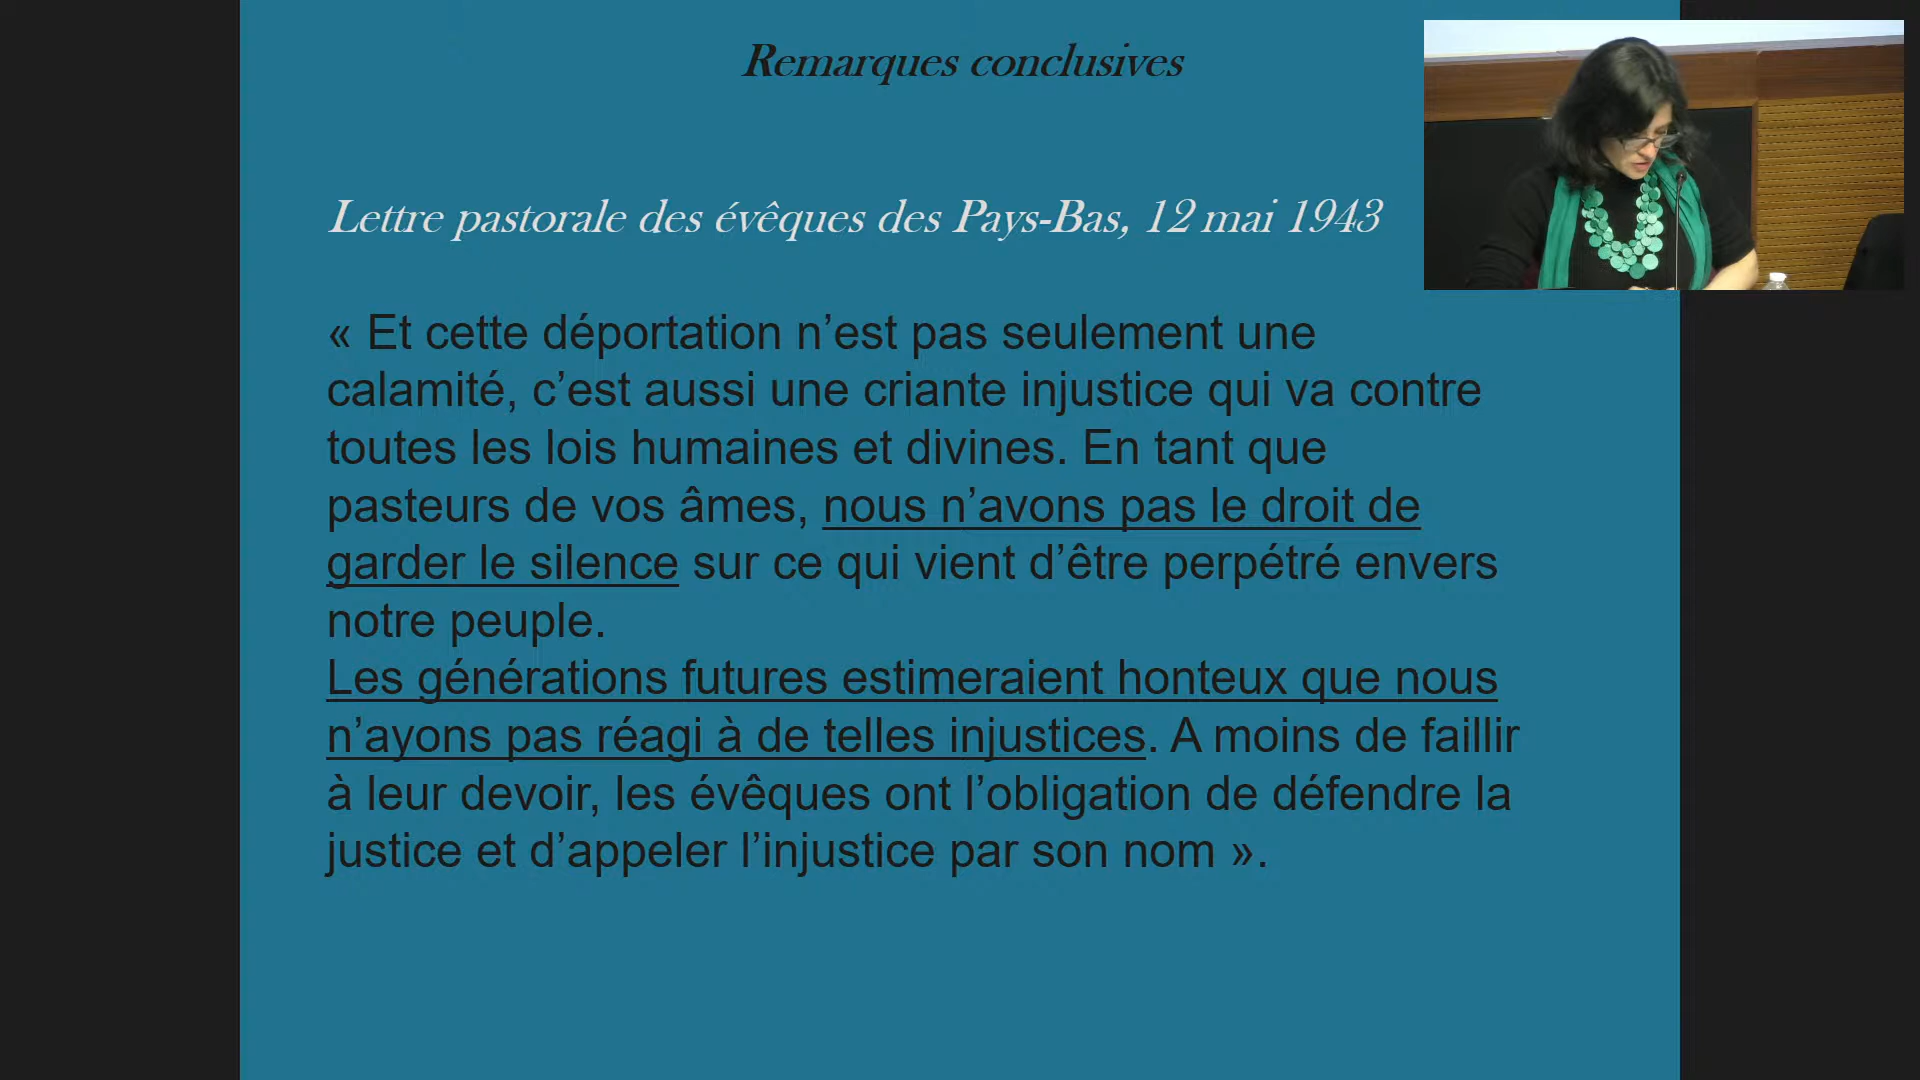 Remarques conclusives
Lettre pastorale des évêques des Pays-Bas, 12 mai 1943
« Et cette déportation n’est pas seulement une
calamité, c’est aussi une criante injustice qui va contre
toutes les lois humaines et divines. En tant que
pasteurs de vos âmes, nous n’avons pas le droit de
garder le silence sur ce qui vient d’être perpétré envers
notre peuple.
Les générations futures estimeraient honteux que nous
n’ayons pas réagi à de telles injustices. A moins de faillir
à leur devoir, les évêques ont l’obligation de défendre la
justice et d’appeler l’injustice par son nom ».